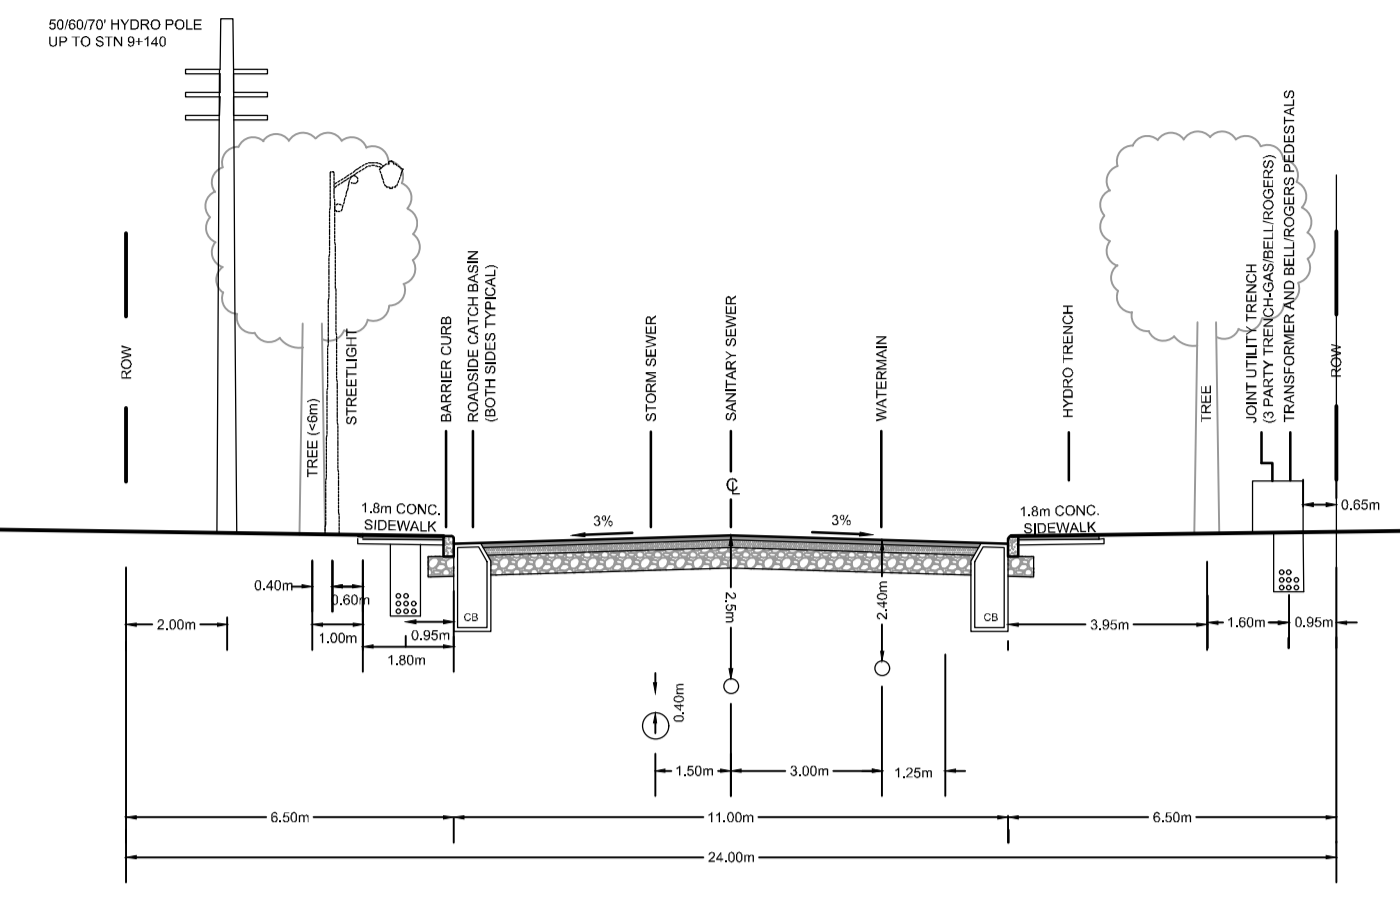 50/60/70' HYDRO POLE
UP TO STN 9+140
ROW
TREE (<6m)
STREETLIGHT
BARRIER CURB
ROADSIDE CATCH BASIN
(BOTH SIDES TYPICAL)
STORM SEWER
SANITARY SEWER
WATERMAIN
HYDRO TRENCH
TREE
JOINT UTILITY TRENCH
(3 PARTY TRENCH-GAS/BELL/ROGERS)
TRANSFORMER AND BELL/ROGERS PEDESTALS
ROW
℄
1.8m CONC.
SIDEWALK
3%
3%
1.8m CONC.
SIDEWALK
0.65m
0.40m
0.60m
2.00m
1.00m
0.95m
1.80m
CB
2.5m
2.40m
CB
3.95m
1.60m
0.95m
0.40m
1.50m
3.00m
1.25m
6.50m
11.00m
6.50m
24.00m